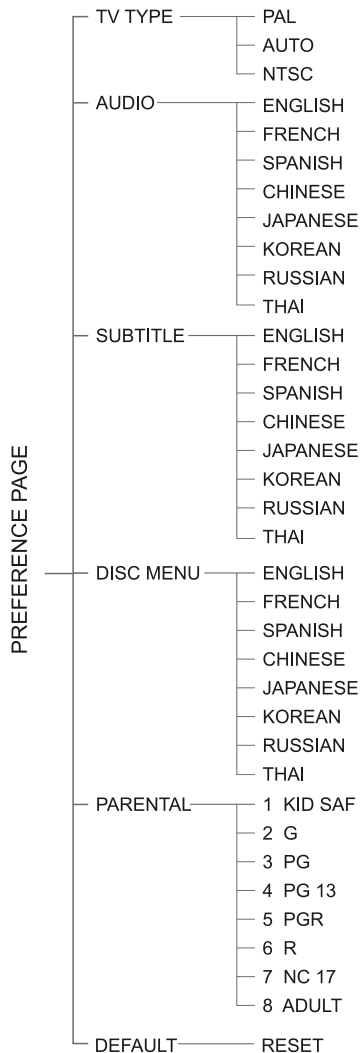 PREFERENCE PAGE
TV TYPE
PAL
AUTO
NTSC
AUDIO
ENGLISH
FRENCH
SPANISH
CHINESE
JAPANESE
KOREAN
RUSSIAN
THAI
SUBTITLE
ENGLISH
FRENCH
SPANISH
CHINESE
JAPANESE
KOREAN
RUSSIAN
THAI
DISC MENU
ENGLISH
FRENCH
SPANISH
CHINESE
JAPANESE
KOREAN
RUSSIAN
THAI
PARENTAL
1 KID SAF
2 G
3 PG
4 PG 13
5 PGR
6 R
7 NC 17
8 ADULT
DEFAULT
RESET